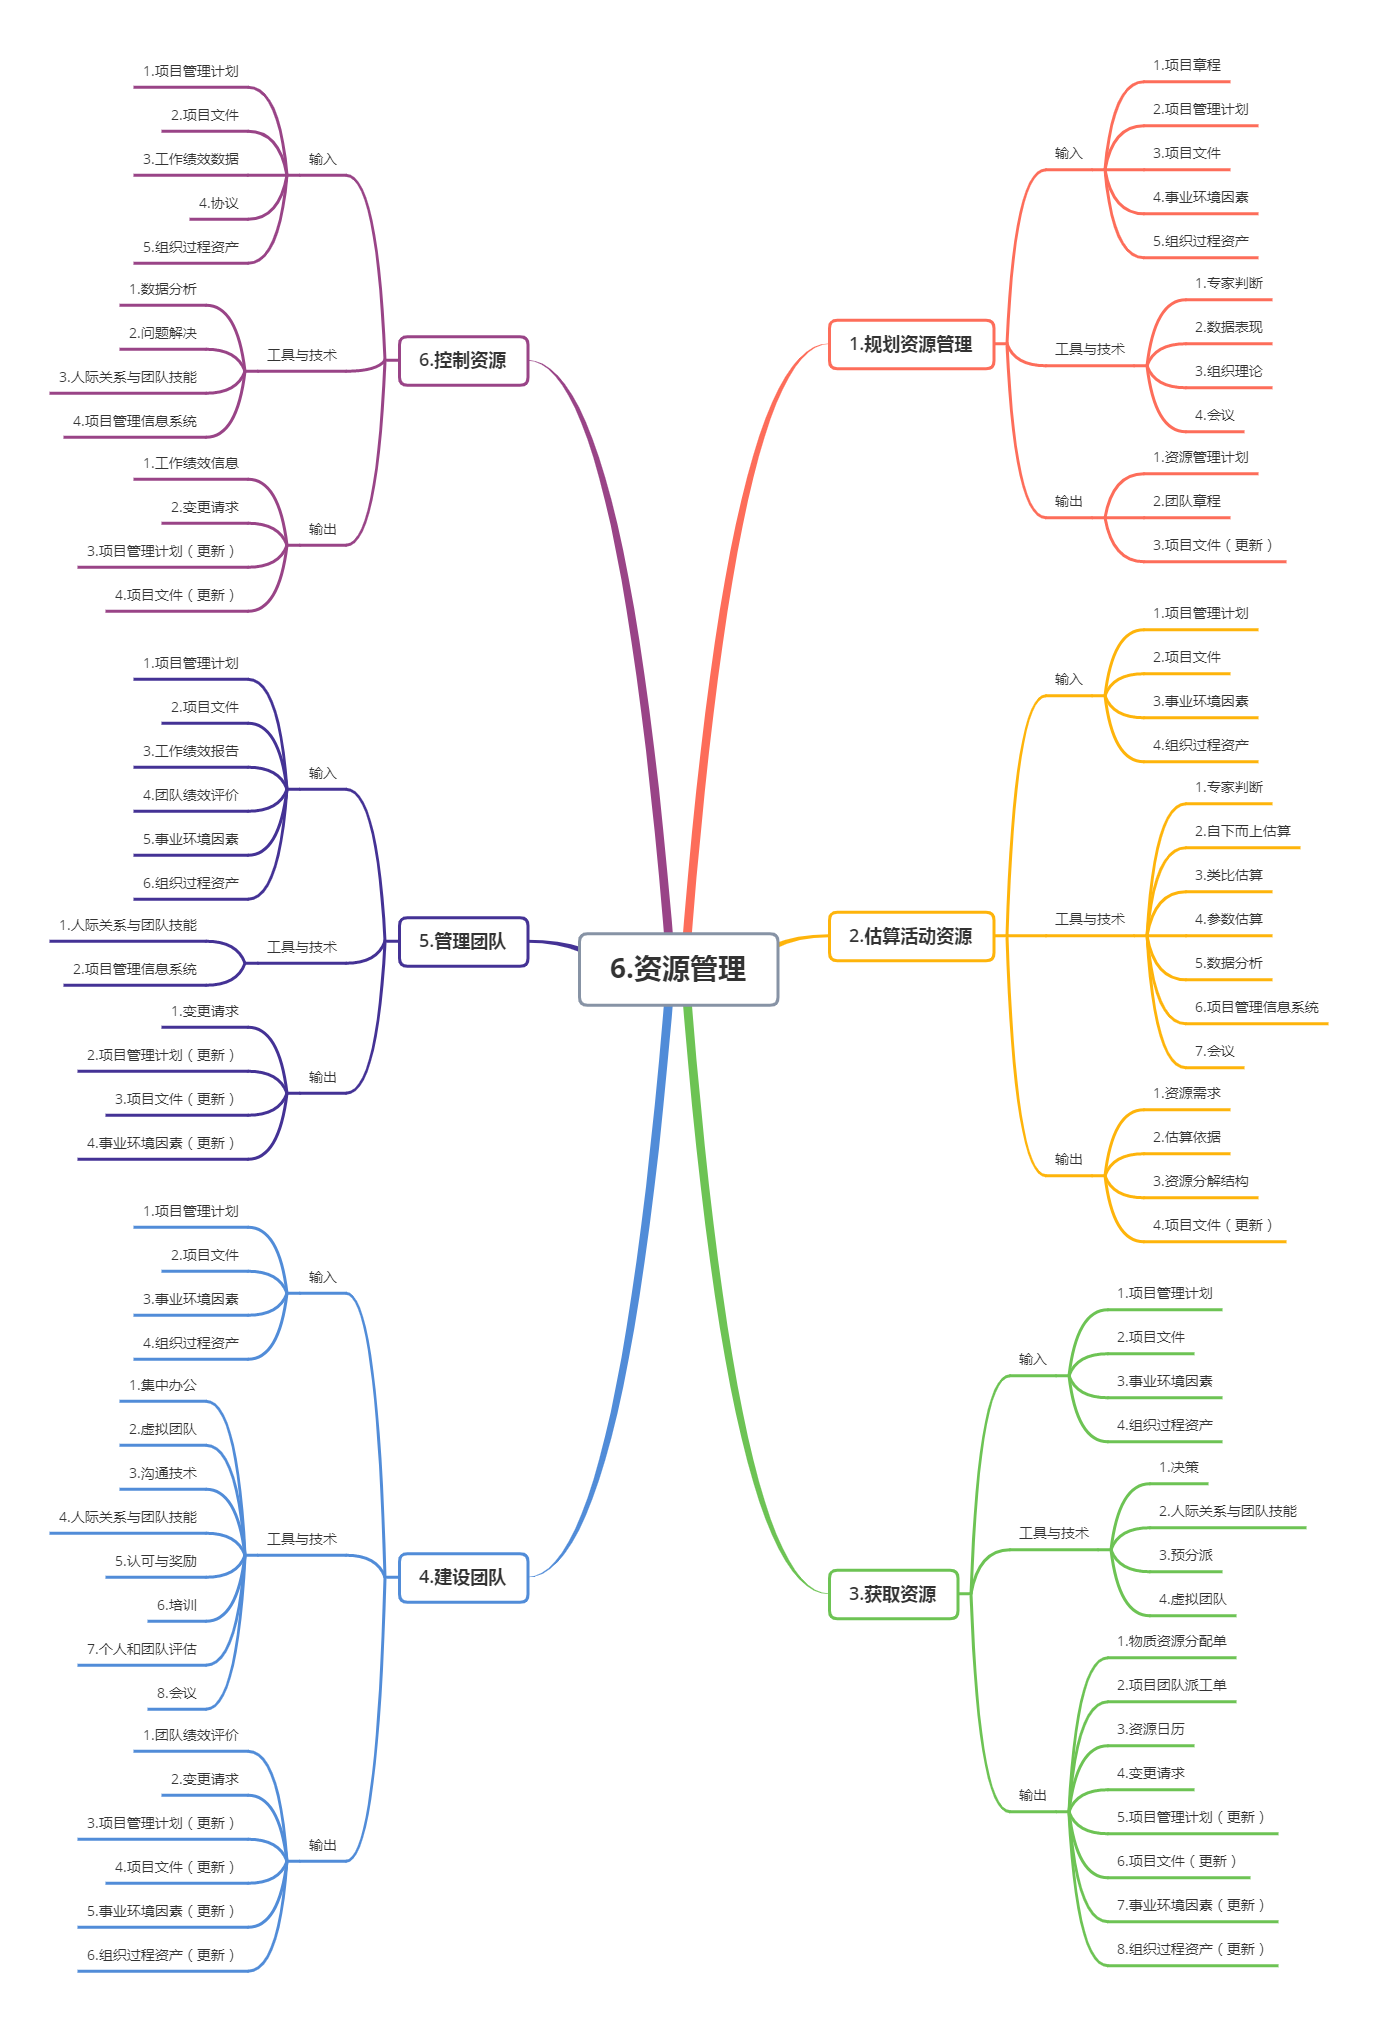 6.资源管理
1.规划资源管理
输入
1.项目章程
2.项目管理计划
3.项目文件
4.事业环境因素
5.组织过程资产
工具与技术
1.专家判断
2.数据表现
3.组织理论
4.会议
输出
1.资源管理计划
2.团队章程
3.项目文件（更新）
2.估算活动资源
输入
1.项目管理计划
2.项目文件
3.事业环境因素
4.组织过程资产
工具与技术
1.专家判断
2.自下而上估算
3.类比估算
4.参数估算
5.数据分析
6.项目管理信息系统
7.会议
输出
1.资源需求
2.估算依据
3.资源分解结构
4.项目文件（更新）
3.获取资源
输入
1.项目管理计划
2.项目文件
3.事业环境因素
4.组织过程资产
工具与技术
1.决策
2.人际关系与团队技能
3.预分派
4.虚拟团队
输出
1.物质资源分配单
2.项目团队派工单
3.资源日历
4.变更请求
5.项目管理计划（更新）
6.项目文件（更新）
7.事业环境因素（更新）
8.组织过程资产（更新）
4.建设团队
输入
1.项目管理计划
2.项目文件
3.事业环境因素
4.组织过程资产
工具与技术
1.集中办公
2.虚拟团队
3.沟通技术
4.人际关系与团队技能
5.认可与奖励
6.培训
7.个人和团队评估
8.会议
输出
1.团队绩效评价
2.变更请求
3.项目管理计划（更新）
4.项目文件（更新）
5.事业环境因素（更新）
6.组织过程资产（更新）
5.管理团队
输入
1.项目管理计划
2.项目文件
3.工作绩效报告
4.团队绩效评价
5.事业环境因素
6.组织过程资产
工具与技术
1.人际关系与团队技能
2.项目管理信息系统
输出
1.变更请求
2.项目管理计划（更新）
3.项目文件（更新）
4.事业环境因素（更新）
6.控制资源
输入
1.项目管理计划
2.项目文件
3.工作绩效数据
4.协议
5.组织过程资产
工具与技术
1.数据分析
2.问题解决
3.人际关系与团队技能
4.项目管理信息系统
输出
1.工作绩效信息
2.变更请求
3.项目管理计划（更新）
4.项目文件（更新）